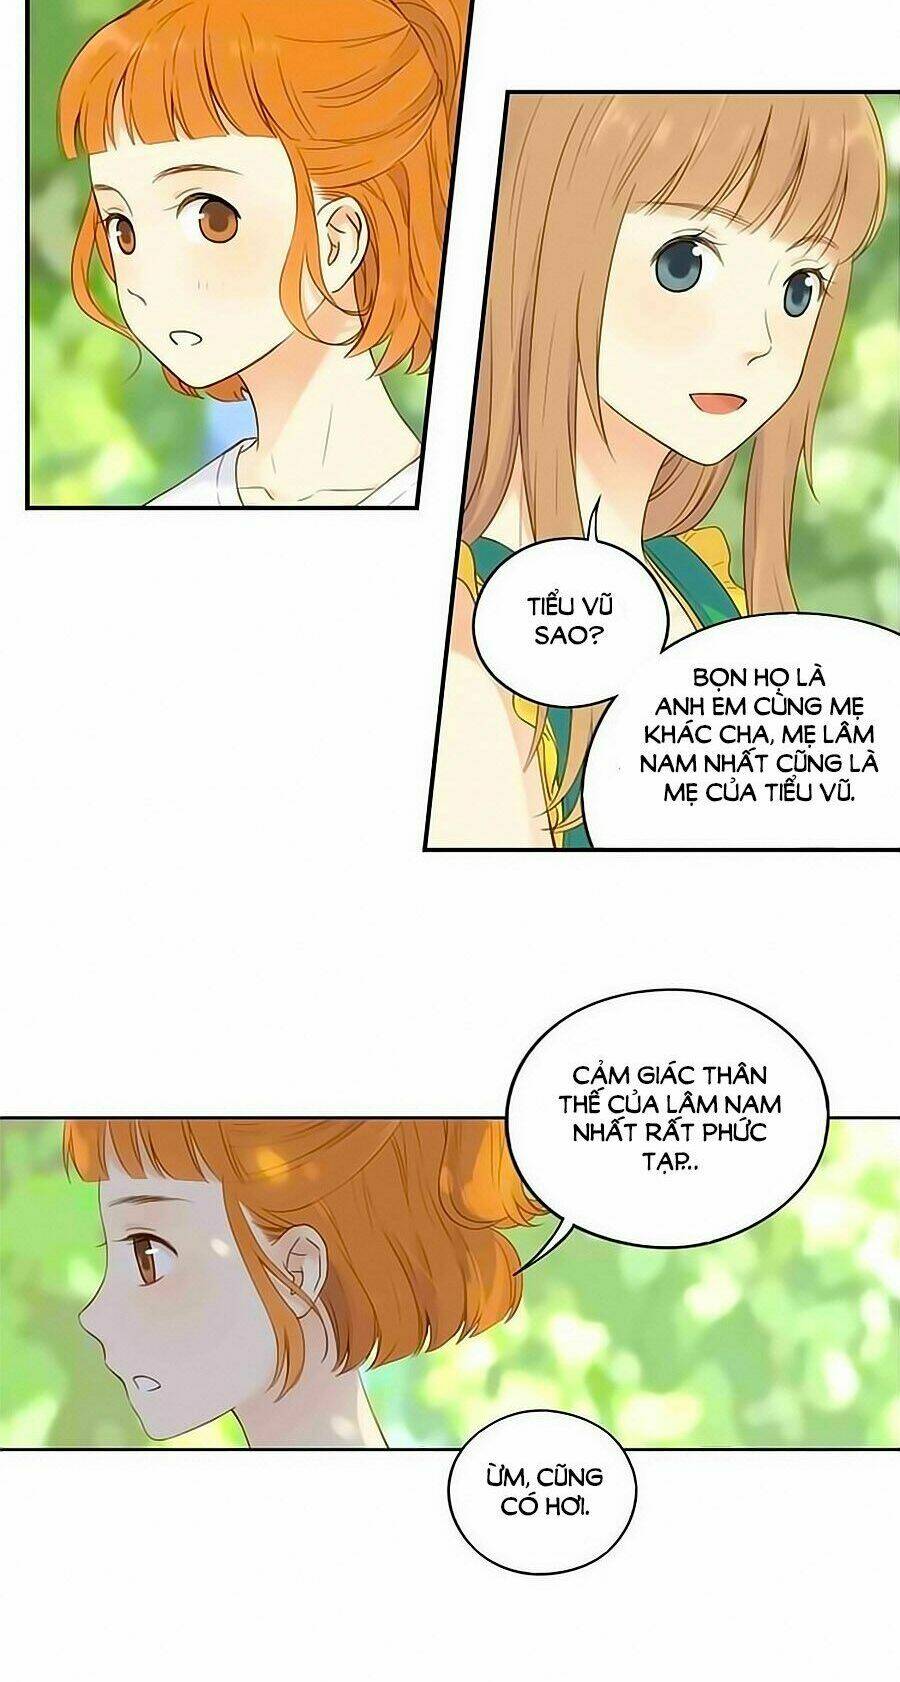 TIỂU VŨ
SAO?
BỌN HỌ LÀ
ANH EM CÙNG MẸ
KHÁC CHA, MẸ LÂM
NAM NHẤT CŨNG LÀ
MẸ CỦA TIỂU VŨ.
CẢM GIÁC THÂN
THẾ CỦA LÂM NAM
NHẤT RẤT PHỨC
TẠP...
ỪM, CŨNG
CÓ HƠI.